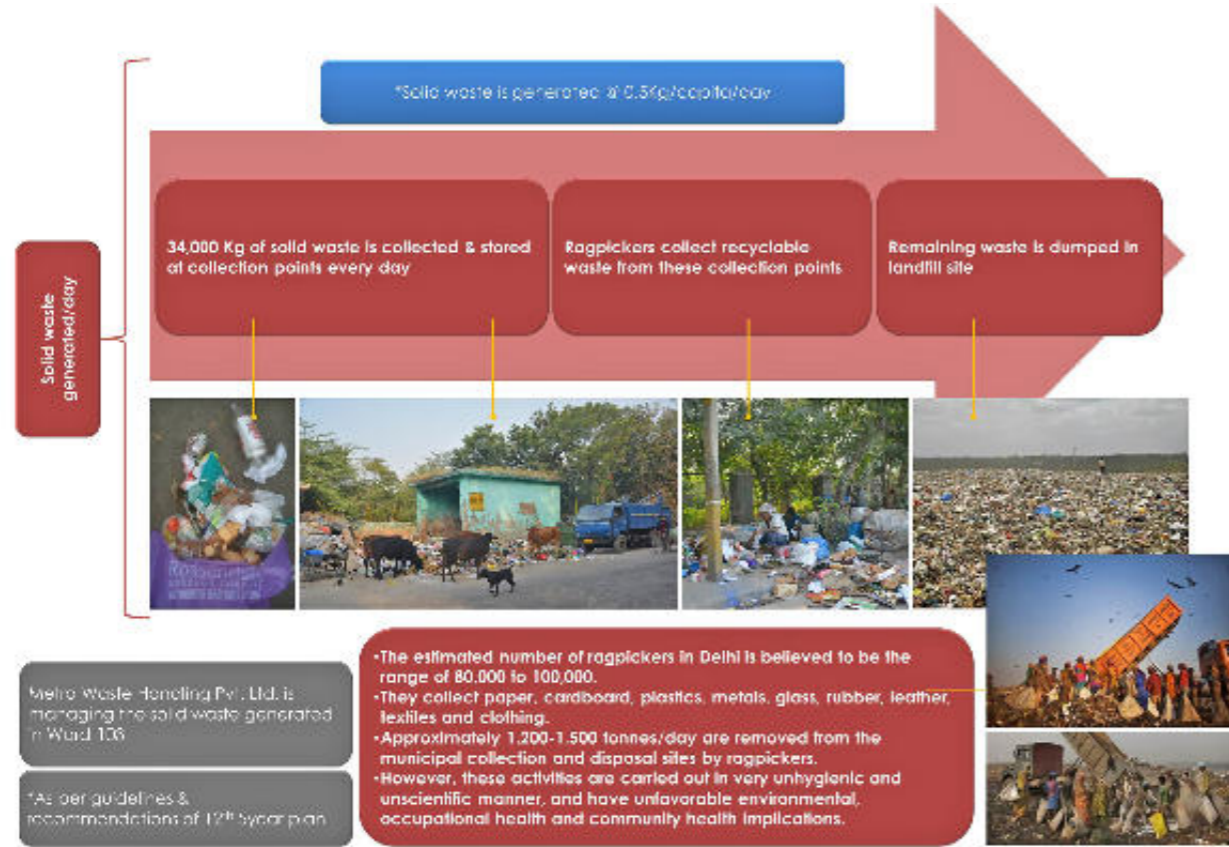 *Solid waste is generated @ 0.5Kg/capita/day
Solid waste
generated/day
34,000 Kg of solid waste is collected & stored
at collection points every day
Ragpickers collect recyclable
waste from these collection points
Remaining waste is dumped in
landfill site
Metro Waste Handling Pvt. Ltd. is
managing the solid waste generated
in Ward 103
*As per guidelines &
recommendations of 12th 5year plan
•The estimated number of ragpickers in Delhi is believed to be the
range of 80,000 to 100,000.
•They collect paper, cardboard, plastics, metals, glass, rubber, leather,
textiles and clothing.
•Approximately 1,200-1,500 tonnes/day are removed from the
municipal collection and disposal sites by ragpickers.
•However, these activities are carried out in very unhygienic and
unscientific manner, and have unfavorable environmental,
occupational health and community health implications.